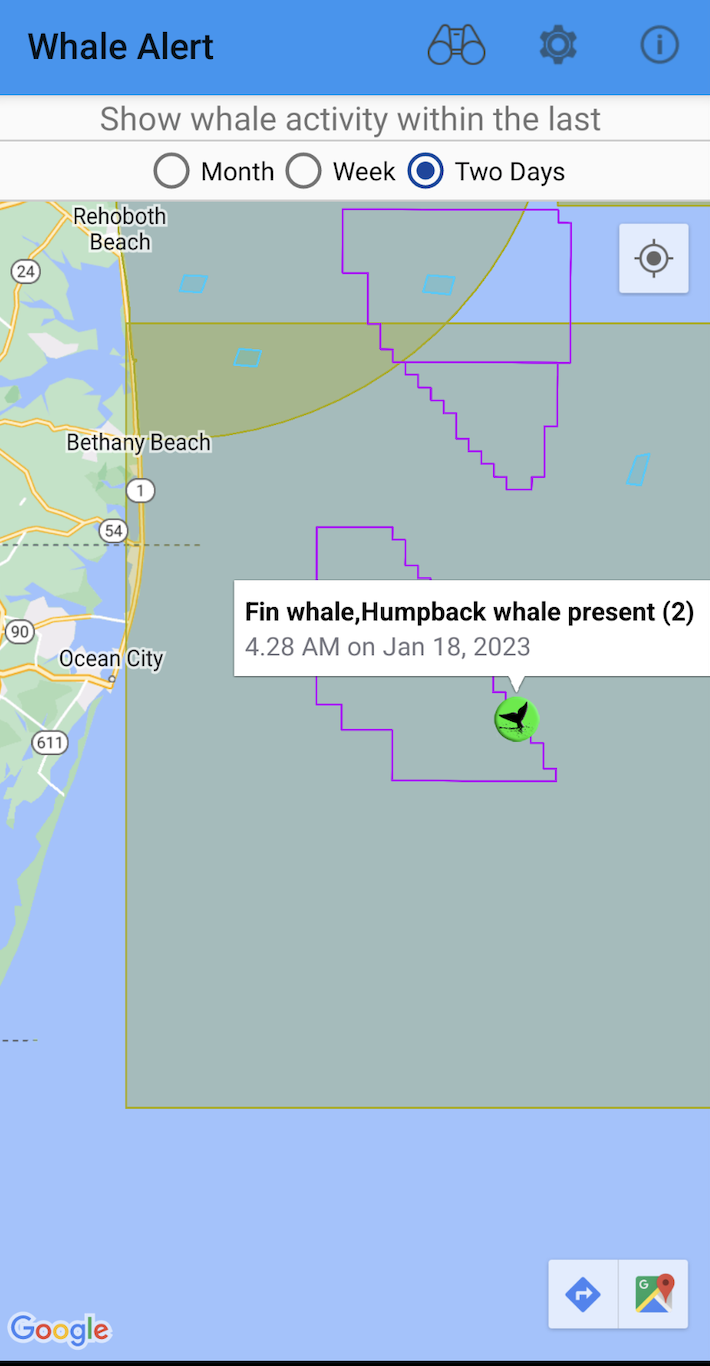 Whale Alert
Show whale activity within the last
Month Week Two Days
Rehoboth
Beach
24
Bethany Beach
1
54
Fin whale,Humpback whale present (2)
4.28 AM on Jan 18, 2023
90
Ocean City
611
G
Google